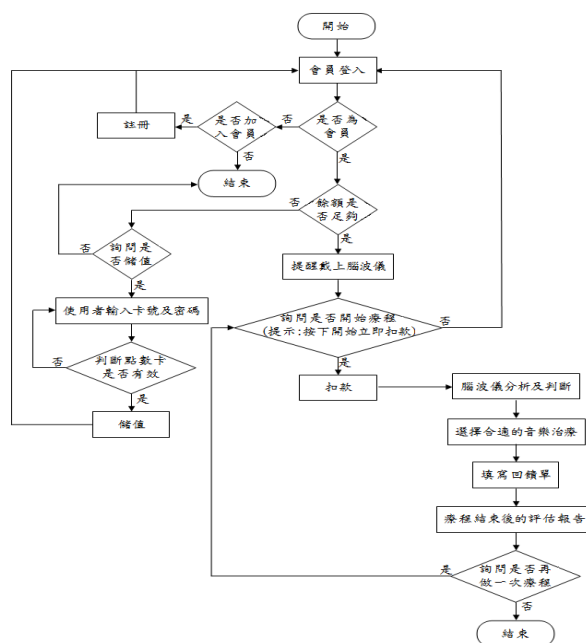 開始
會員登入
註冊
是
是否加
入會員
否
是否為
會員
否
是
結束
否
餘額是
否足夠
否
詢問是
否儲值
是
提醒戴上腦波儀
是
使用者輸入卡號及密碼
詢問是否開始療程
(提示:按下開始立即扣款)
否
否
判斷點數卡
是否有效
是
扣款
腦波儀分析及判斷
是
儲值
選擇合適的音樂治療
填寫回饋單
療程結束後的評估報告
是
詢問是否再
做一次療程
否
結束